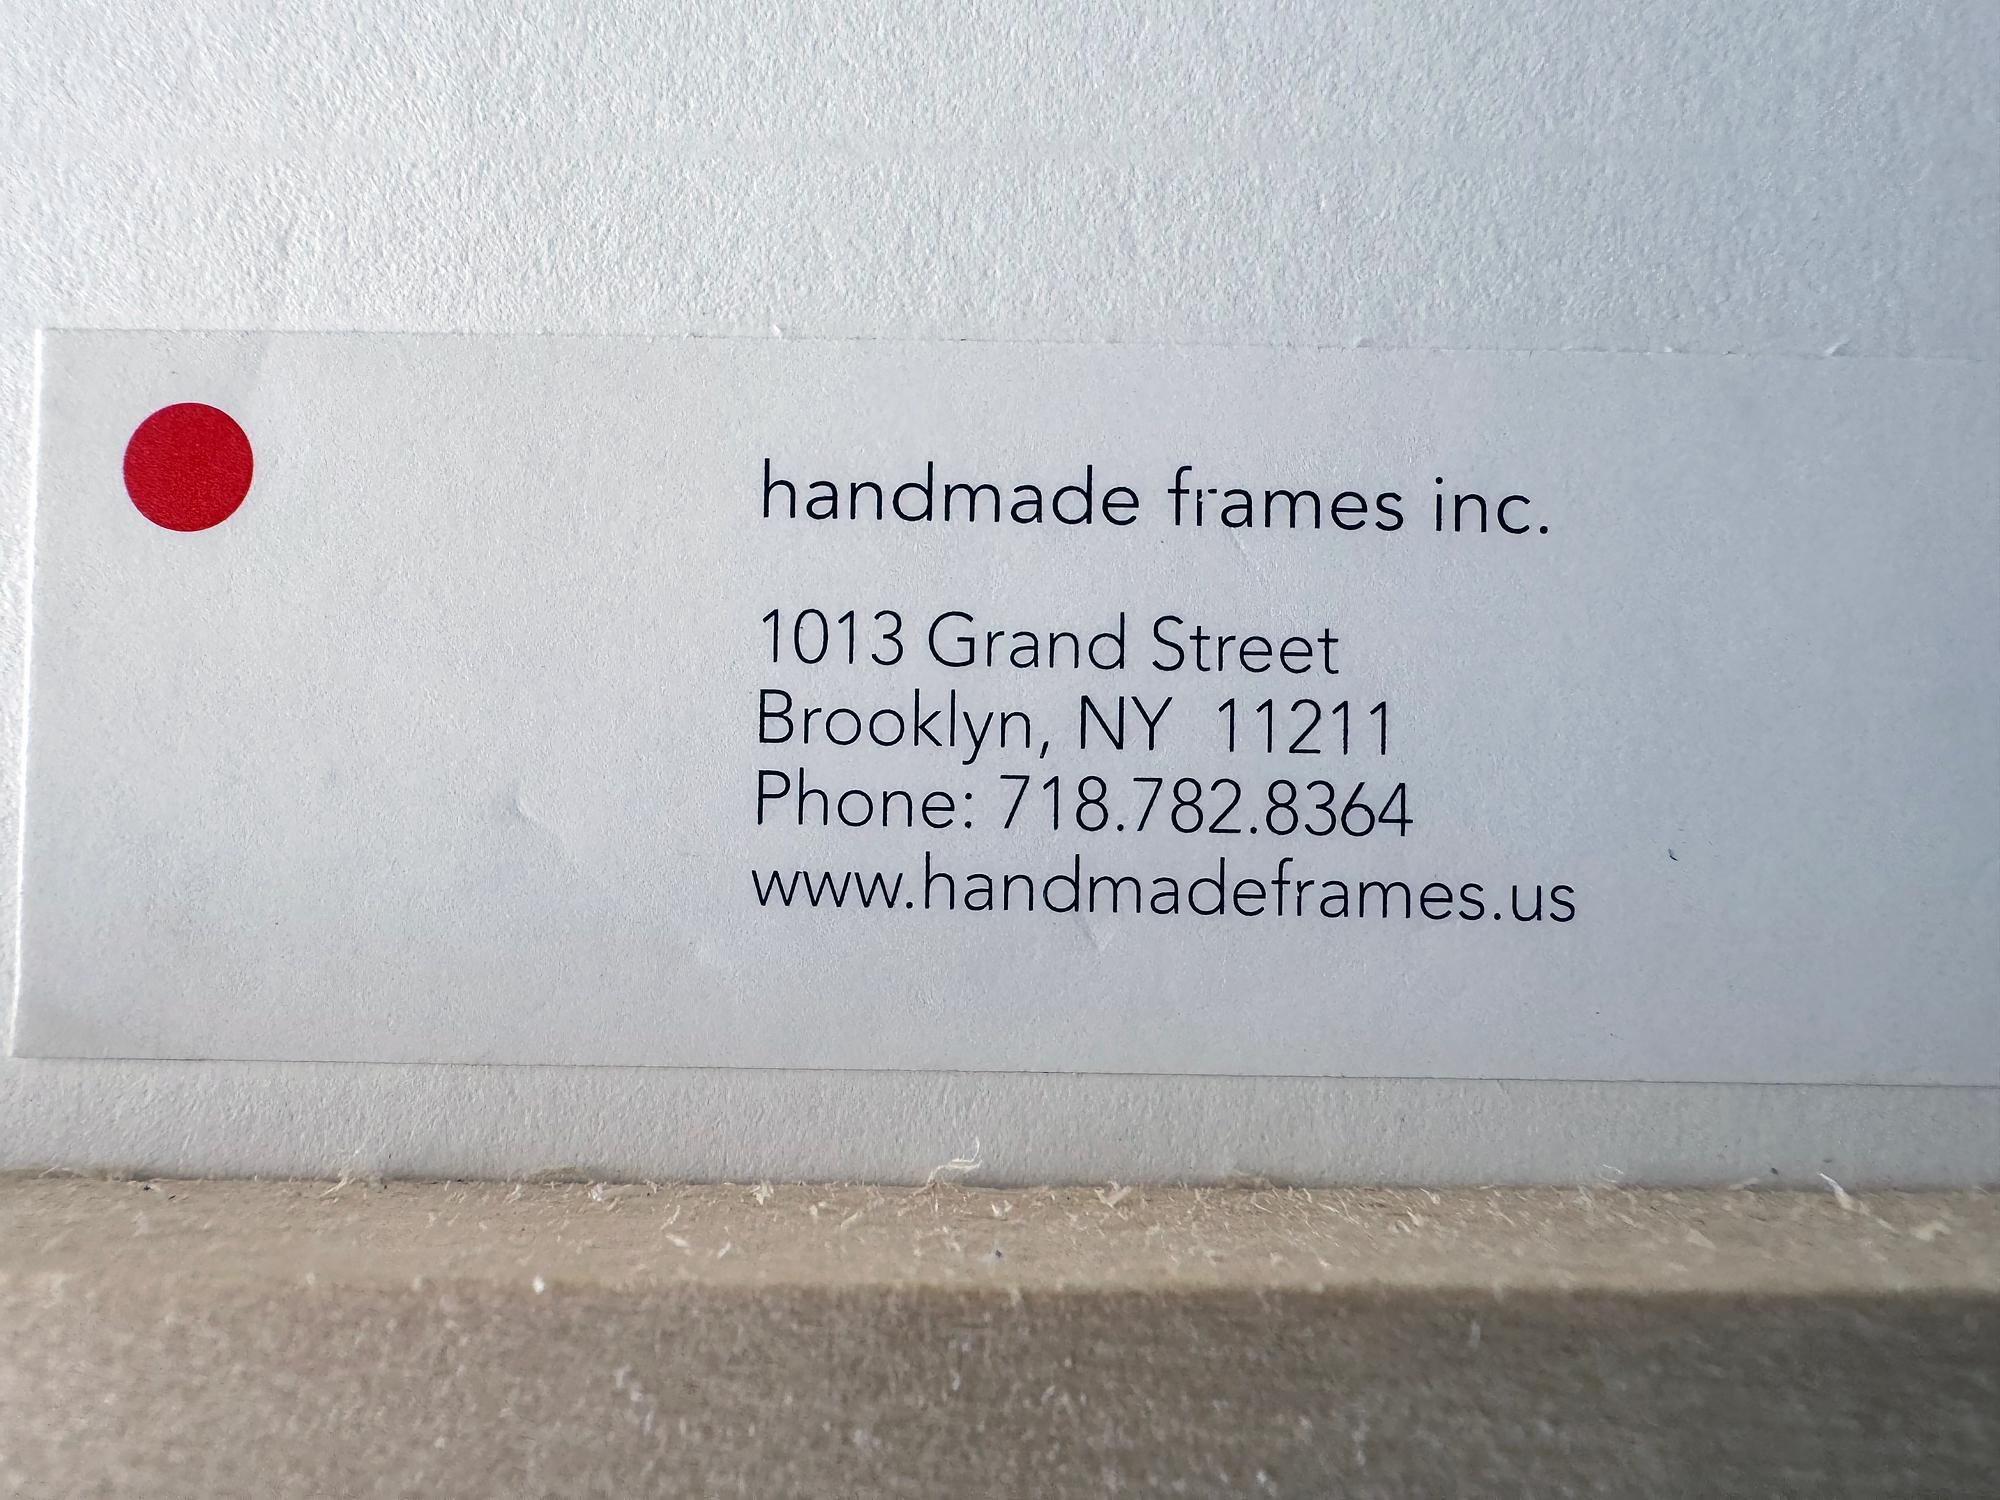 handmade frames inc.
1013 Grand Street
Brooklyn, NY  11211
Phone: 718.782.8364
www.handmadeframes.us